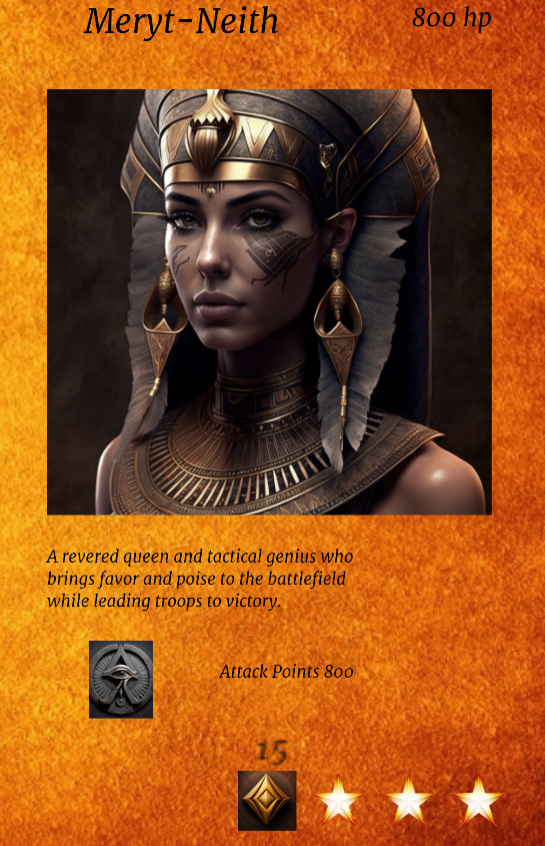 Meryt-Neith
800 hp
A revered queen and tactical genius who
brings favor and poise to the battlefield
while leading troops to victory.
Attack Points 800
15